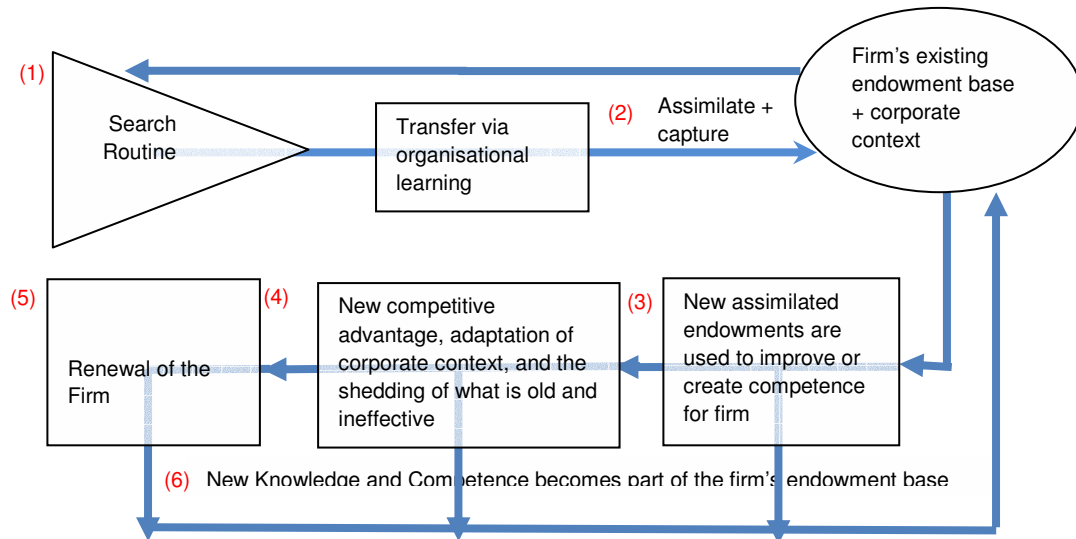 (1)
Search
Routine
Transfer via
organisational
learning
(2)
Assimilate +
capture
Firm's existing
endowment base
+ corporate
context
(3)
New assimilated
endowments are
used to improve or
create competence
for firm
(4)
New competitive
advantage, adaptation of
corporate context, and the
shedding of what is old and
ineffective
(5)
Renewal of the
Firm
(6) New Knowledge and Competence becomes part of the firm's endowment base